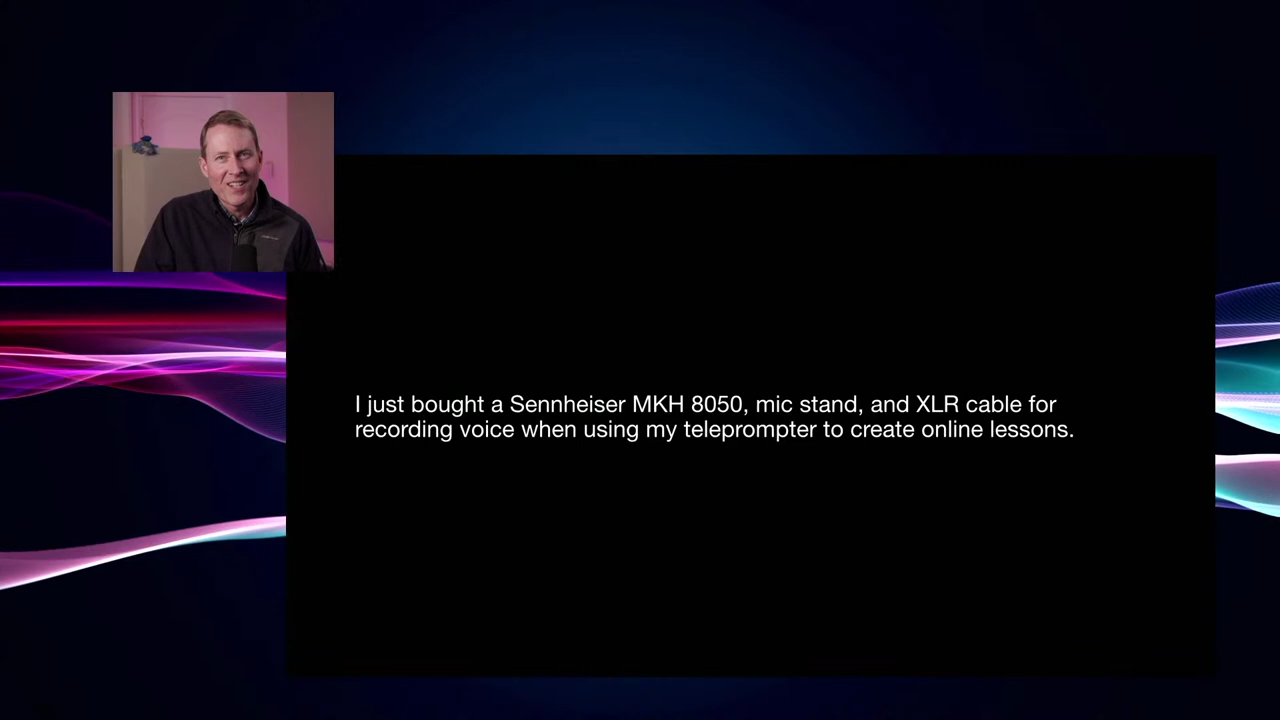 I just bought a Sennheiser MKH 8050, mic stand, and XLR cable for
recording voice when using my teleprompter to create online lessons.